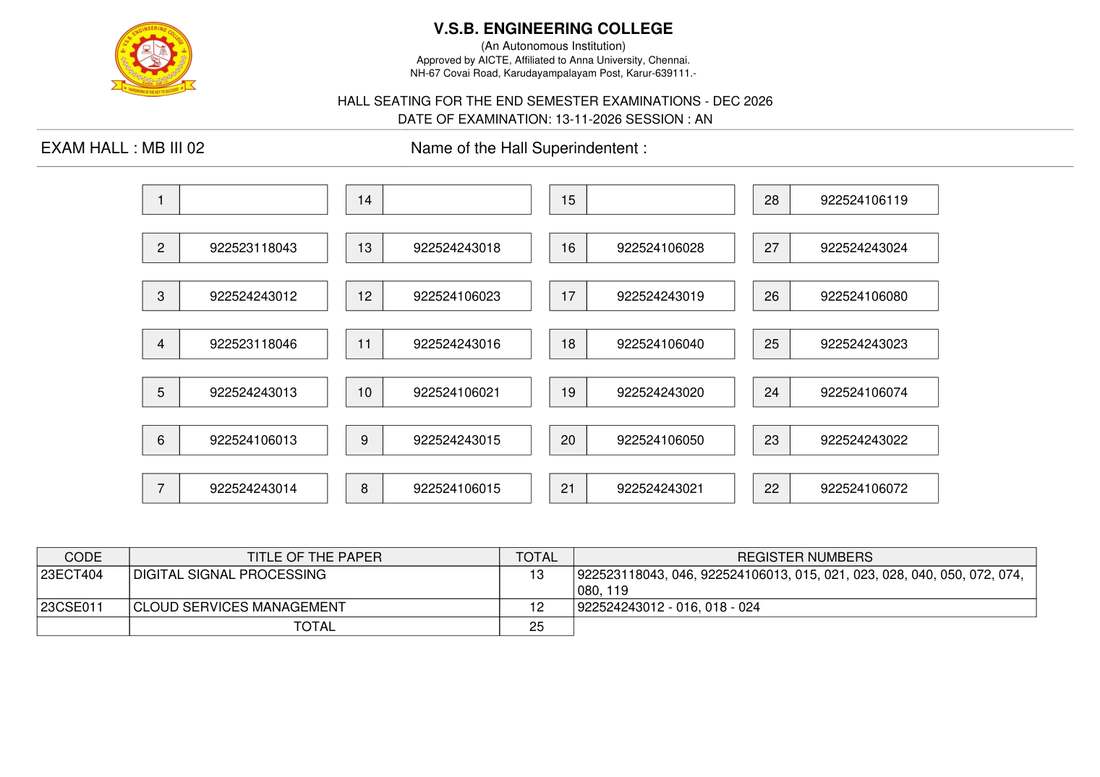 V.S.B. ENGINEERING COLLEGE
(An Autonomous Institution)
Approved by AICTE, Affiliated to Anna University, Chennai.
NH-67 Covai Road, Karudayampalayam Post, Karur-639111.-
HALL SEATING FOR THE END SEMESTER EXAMINATIONS - DEC 2026
DATE OF EXAMINATION: 13-11-2026 SESSION : AN
EXAM HALL : MB III 02 Name of the Hall Superindentent :
1 14 15 28 922524106119
2 922523118043 13 922524243018 16 922524106028 27 922524243024
3 922524243012 12 922524106023 17 922524243019 26 922524106080
4 922523118046 11 922524243016 18 922524106040 25 922524243023
5 922524243013 10 922524106021 19 922524243020 24 922524106074
6 922524106013 9 922524243015 20 922524106050 23 922524243022
7 922524243014 8 922524106015 21 922524243021 22 922524106072
CODE TITLE OF THE PAPER TOTAL REGISTER NUMBERS
23ECT404 DIGITAL SIGNAL PROCESSING 13 922523118043, 046, 922524106013, 015, 021, 023, 028, 040, 050, 072, 074,
080, 119
23CSE011 CLOUD SERVICES MANAGEMENT 12 922524243012 - 016, 018 - 024
TOTAL 25